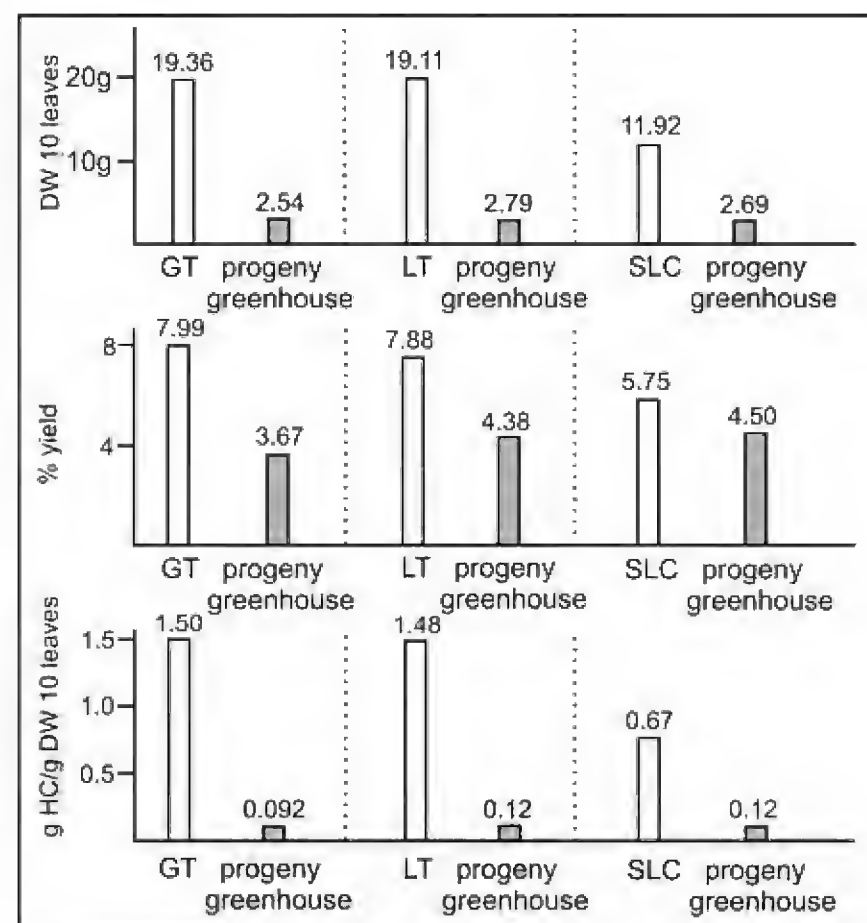 DW 10 leaves
20g
10g
19.36
2.54
19.11
2.79
11.92
2.69
GT progeny greenhouse
LT progeny greenhouse
SLC progeny greenhouse
% yield
8
4
7.99
3.67
7.88
4.38
5.75
4.50
GT progeny greenhouse
LT progeny greenhouse
SLC progeny greenhouse
g HC/g DW 10 leaves
1.5
1.0
0.5
1.50
0.092
1.48
0.12
0.67
0.12
GT progeny greenhouse
LT progeny greenhouse
SLC progeny greenhouse